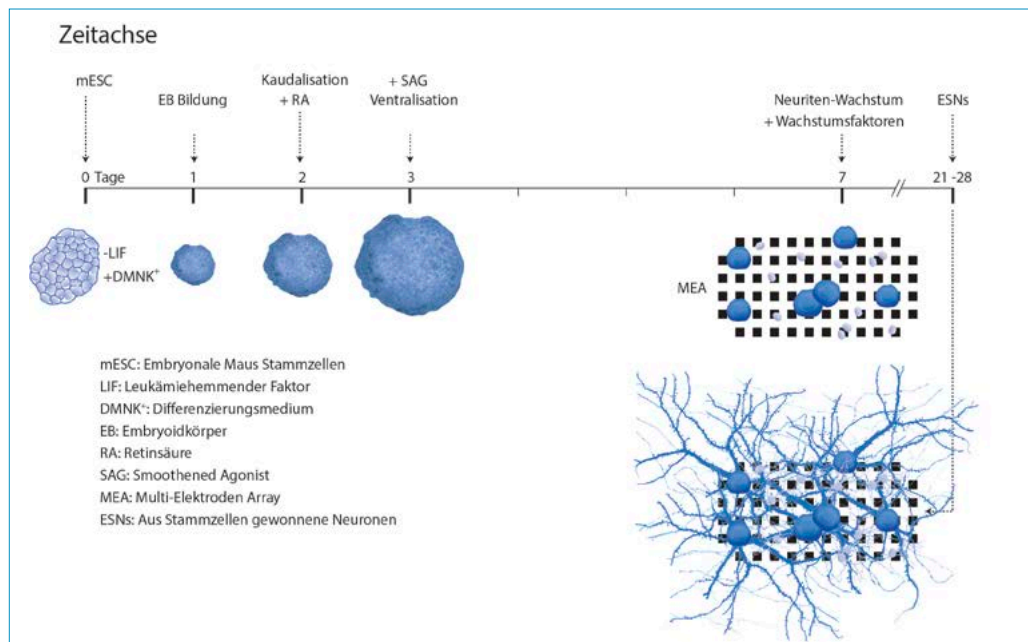 Zeitachse
mESC
EB Bildung
Kaudalisation
+ RA
+ SAG
Ventralisation
Neuriten-Wachstum
+ Wachstumsfaktoren
ESNs
0 Tage
1
2
3
7
21 -28
-LIF
+DMNK⁺
MEA
mESC: Embryonale Maus Stammzellen
LIF: Leukämiehemmender Faktor
DMNK⁺: Differenzierungsmedium
EB: Embryoidkörper
RA: Retinsäure
SAG: Smoothened Agonist
MEA: Multi-Elektroden Array
ESNs: Aus Stammzellen gewonnene Neuronen